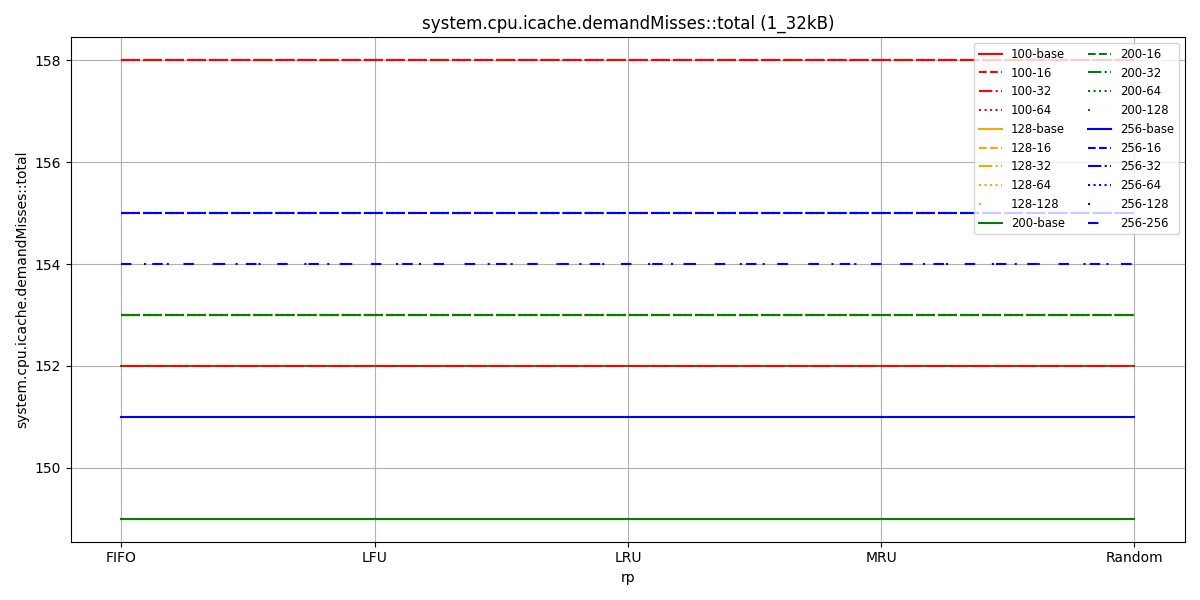 system.cpu.icache.demandMisses::total (1_32kB)
system.cpu.icache.demandMisses::total
158
156
154
152
150
100-base
100-16
100-32
100-64
128-base
128-16
128-32
128-64
128-128
200-base
200-16
200-32
200-64
200-128
256-base
256-16
256-32
256-64
256-128
256-256
FIFO
LFU
LRU
MRU
Random
rp